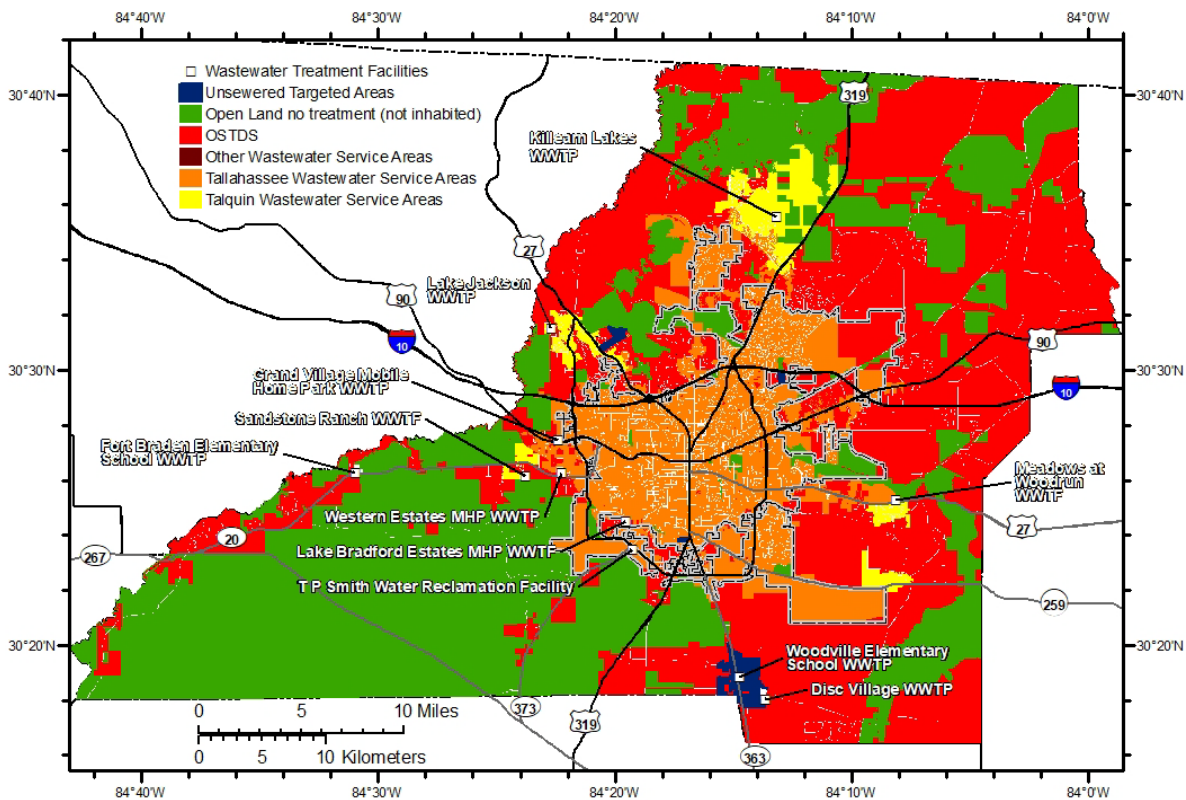 84°40'W
84°30'W
84°20'W
84°10'W
84°0'W
30°40'N
30°40'N
Wastewater Treatment Facilities
Unsewered Targeted Areas
Open Land no treatment (not inhabited)
OSTDS
Other Wastewater Service Areas
Tallahassee Wastewater Service Areas
Talquin Wastewater Service Areas
319
Killearn Lakes
WWTP
27
Lake Jackson
WWTP
90
10
90
30°30'N
30°30'N
10
Grand Village Mobile
Home Park WWTP
Sandstone Ranch WWTF
Fort Braden Elementary
School WWTP
Meadows at
Woodrun
WWTF
Western Estates MHP WWTP
27
20
267
Lake Bradford Estates MHP WWTF
T P Smith Water Reclamation Facility
259
30°20'N
30°20'N
Woodville Elementary
School WWTP
Disc Village WWTP
0 5 10 Miles
0 5 10 Kilometers
373
319
363
84°40'W
84°30'W
84°20'W
84°10'W
84°0'W